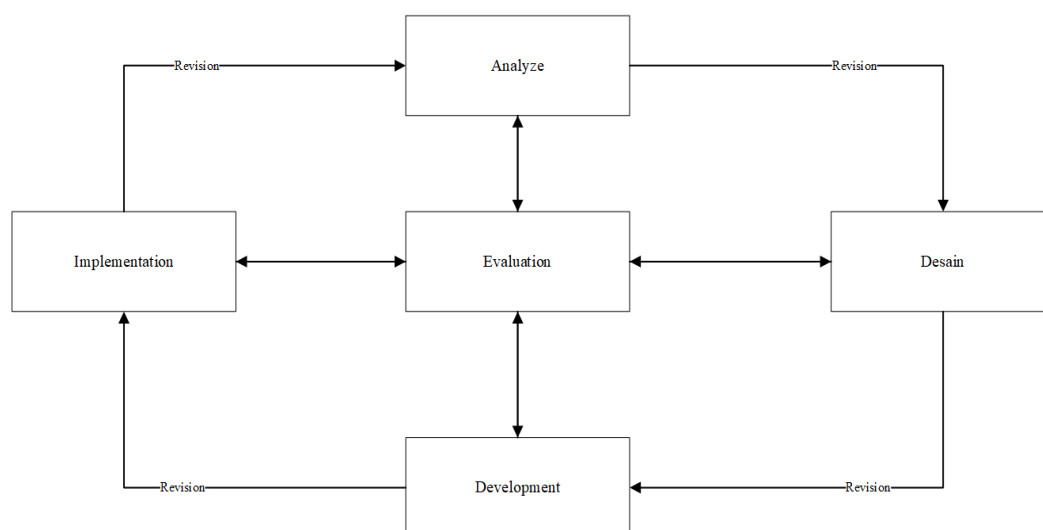 Analyze
Revision
Revision
Implementation
Evaluation
Desain
Development
Revision
Revision